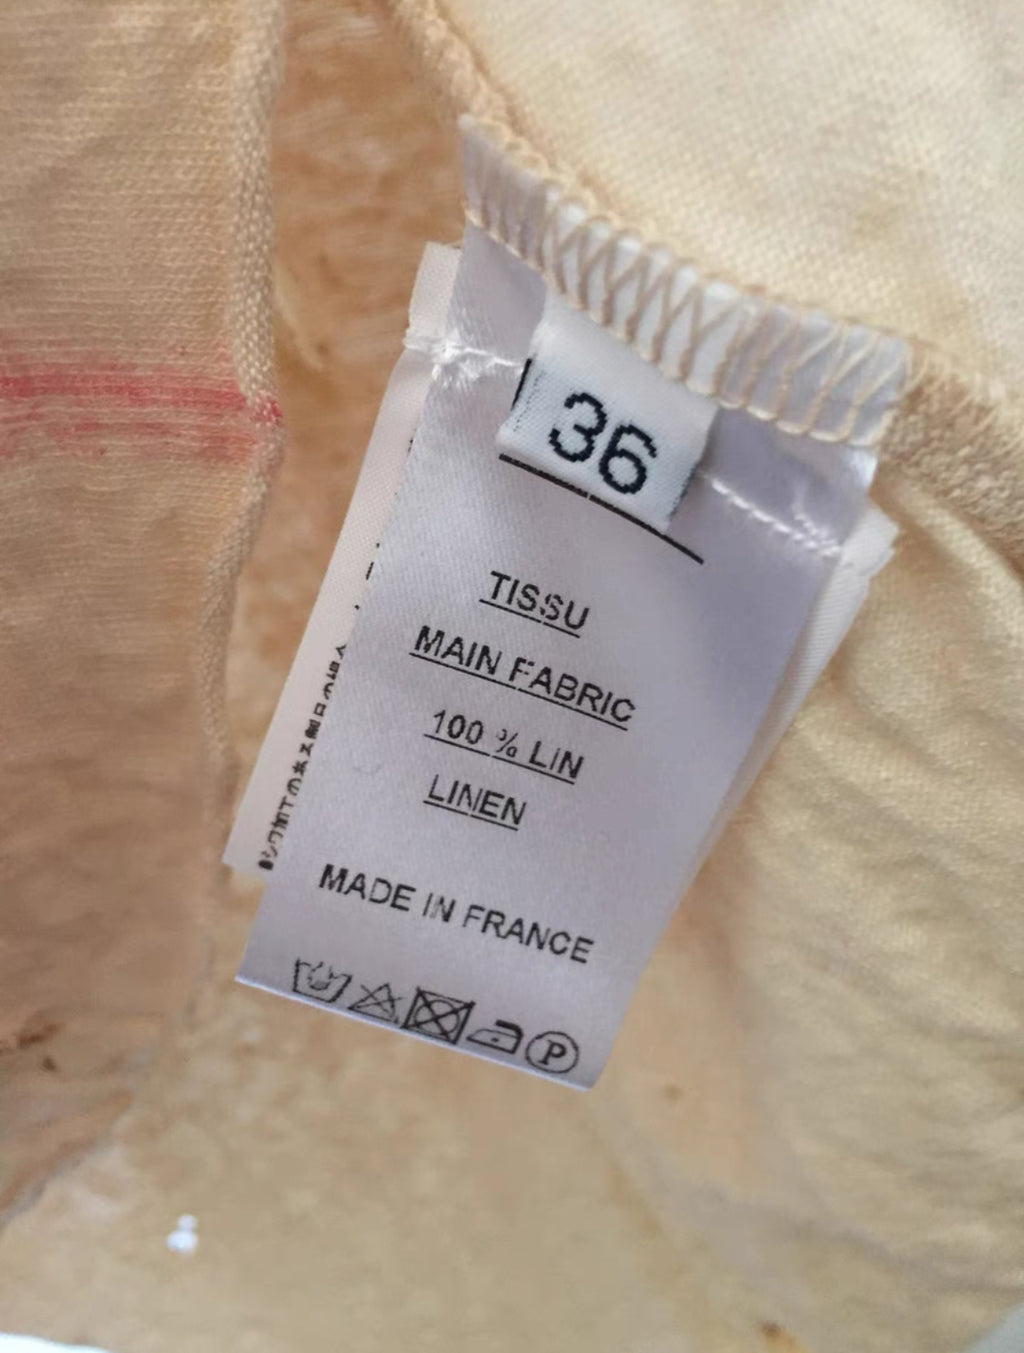 36
TISSU
MAIN FABRIC
100 % LIN
LINEN
MADE IN FRANCE
P